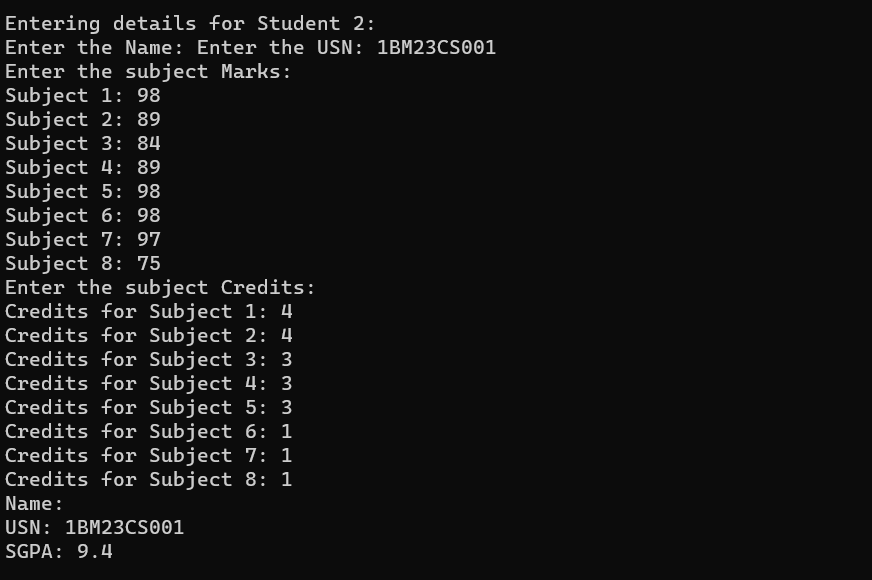 Entering details for Student 2:
Enter the Name: Enter the USN: 1BM23CS001
Enter the subject Marks:
Subject 1: 98
Subject 2: 89
Subject 3: 84
Subject 4: 89
Subject 5: 98
Subject 6: 98
Subject 7: 97
Subject 8: 75
Enter the subject Credits:
Credits for Subject 1: 4
Credits for Subject 2: 4
Credits for Subject 3: 3
Credits for Subject 4: 3
Credits for Subject 5: 3
Credits for Subject 6: 1
Credits for Subject 7: 1
Credits for Subject 8: 1
Name:
USN: 1BM23CS001
SGPA: 9.4